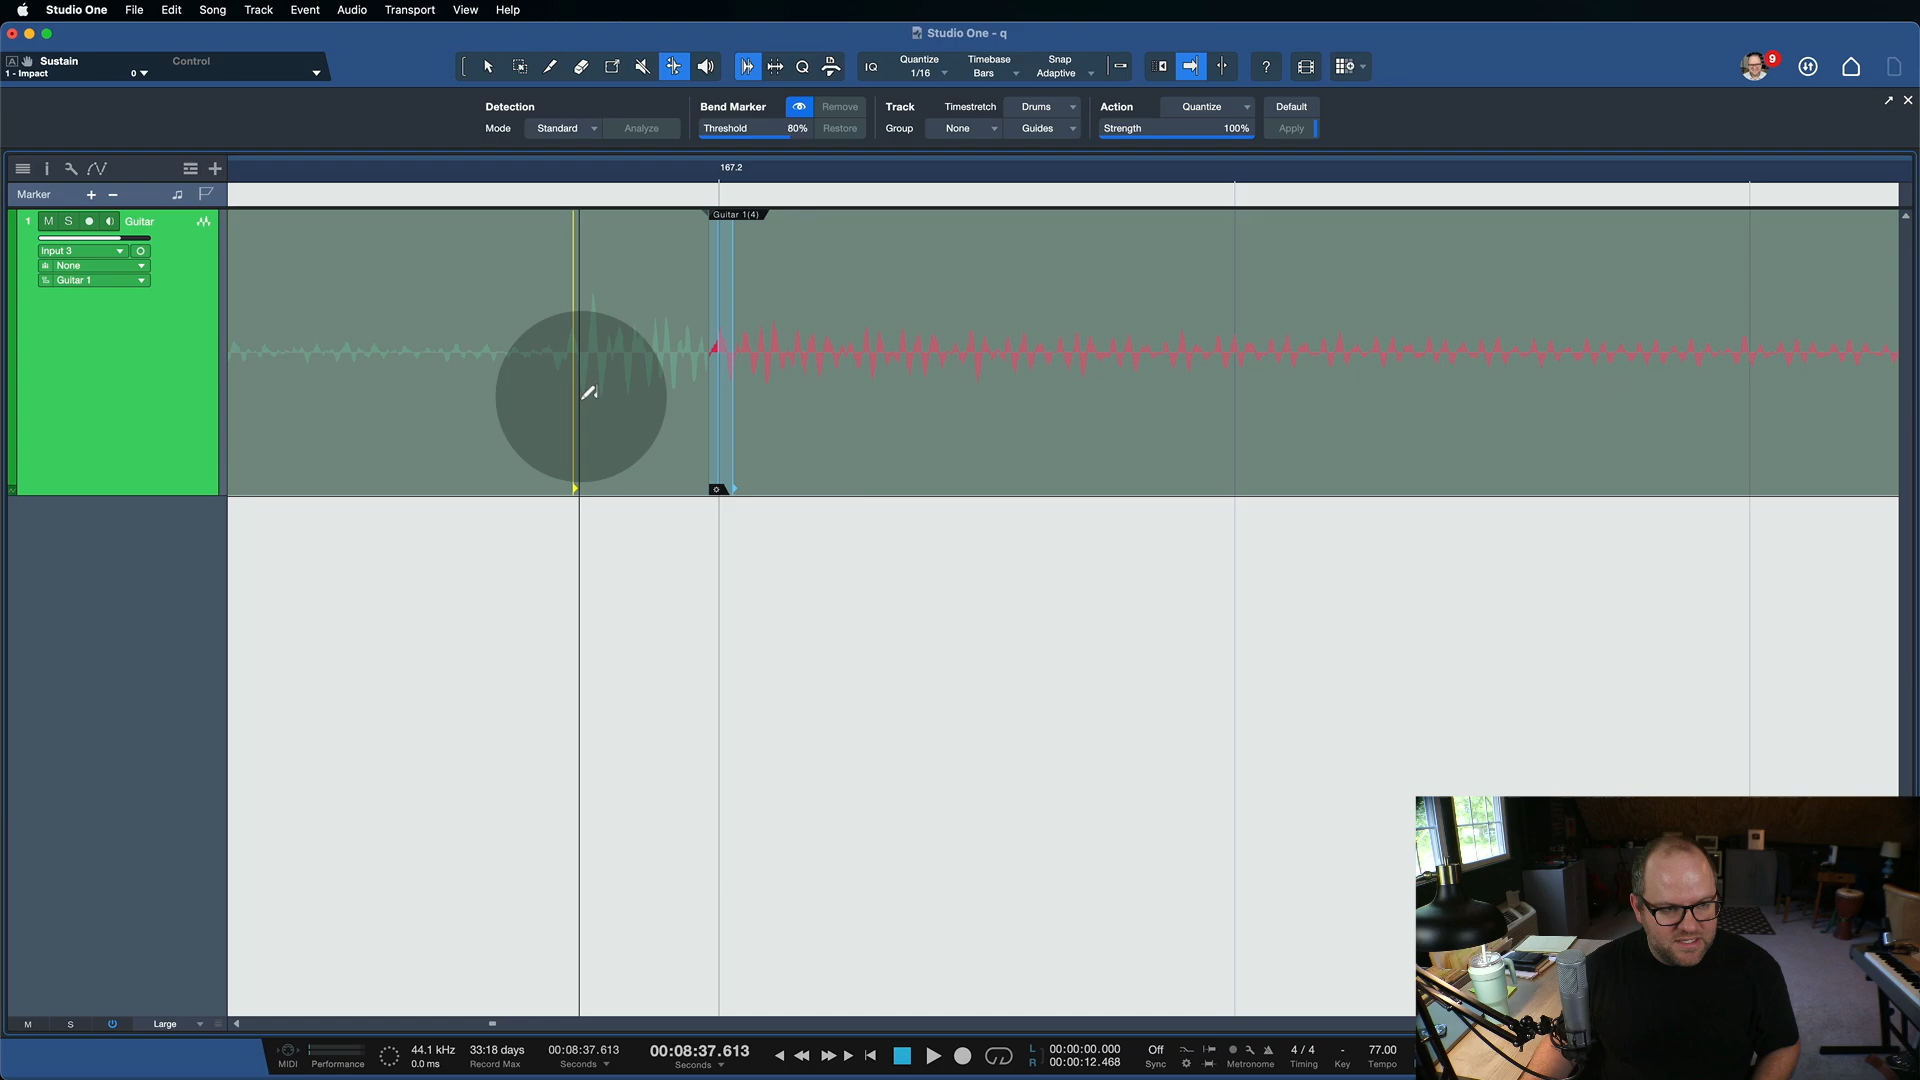 Studio One File Edit Song Track Event Audio Transport View Help
Studio One - q
A Sustain Control
1 - Impact 0
IQ Quantize Timebase Snap
1/16 Bars Adaptive
? 9
Detection Bend Marker Remove Track Timestretch Drums Action Quantize Default
Mode Standard Analyze Threshold 80% Restore Group None Guides Strength 100% Apply
167.2
Marker
1 M S Guitar
Input 3
None
Guitar 1
Guitar 1(4)
M S Large
MIDI Performance
44.1 kHz
0.0 ms
33:18 days
Record Max
00:08:37.613
Seconds
00:08:37.613
Seconds
L 00:00:00.000
R 00:00:12.468
Off
Sync
Metronome
4 / 4
Timing
-
Key
77.00
Tempo